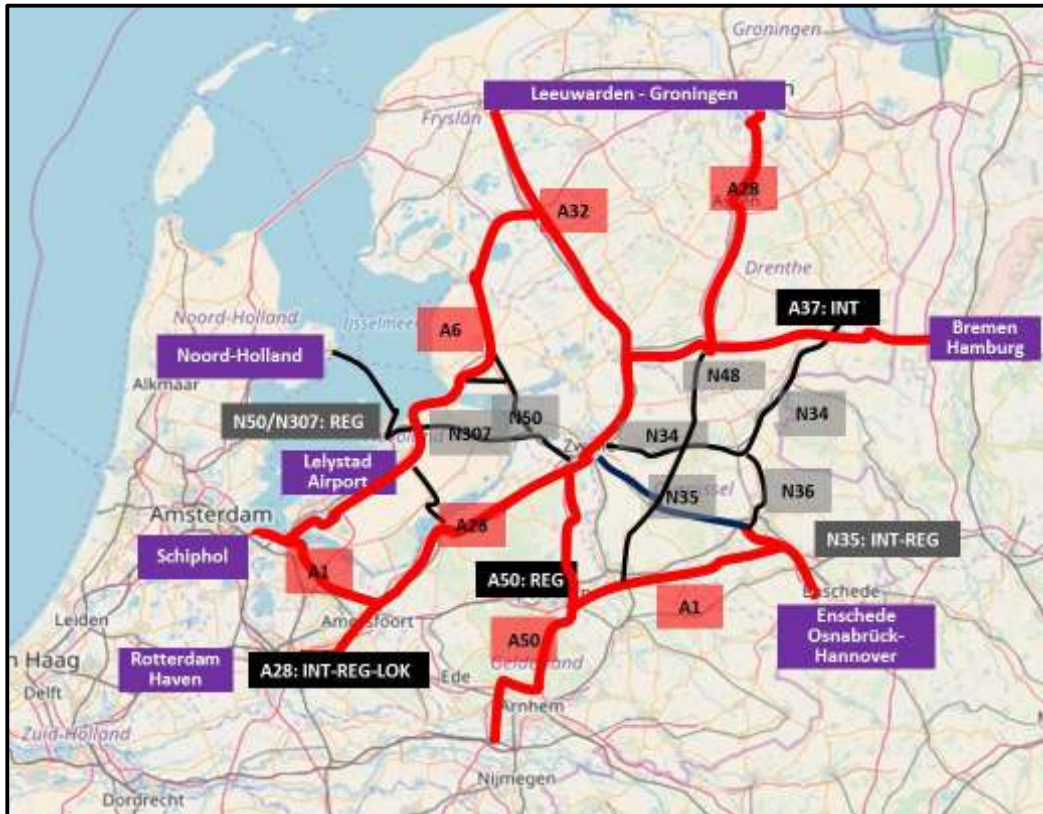 Groningen
Leeuwarden - Groningen
Fryslân
A28
A32
Drenthe
A37: INT
Noord-Holland
IJsselmeer
A6
Bremen
Hamburg
Noord-Holland
Alkmaar
N48
N50/N307: REG
N50
N34
N307
N34
Lelystad
Airport
N35
N36
Amsterdam
A28
N35: INT-REG
Schiphol
A1
A50: REG
Enschede
A1
Leiden
Amersfoort
Enschede
Osnabrück-
Hannover
A50
n Haag
Rotterdam
Haven
A28: INT-REG-LOK
Gelderland
Ede
Delft
Arnhem
Zuid-Holland
Nijmegen
Dordrecht